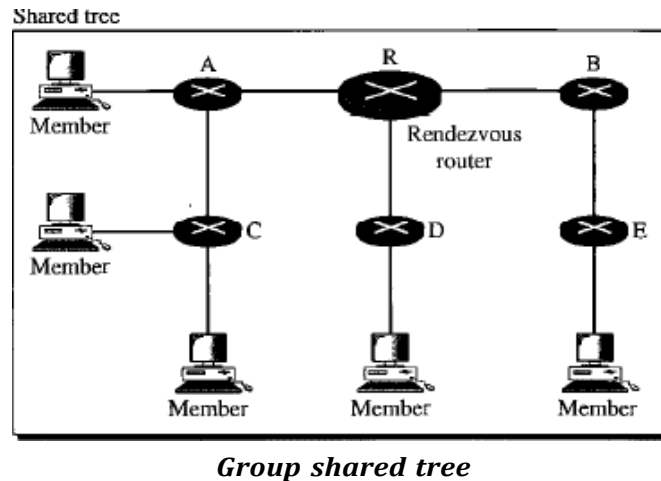 Shared tree
A
R
B
Member
Rendezvous
router
C
D
E
Member
Member
Member
Member
Group shared tree